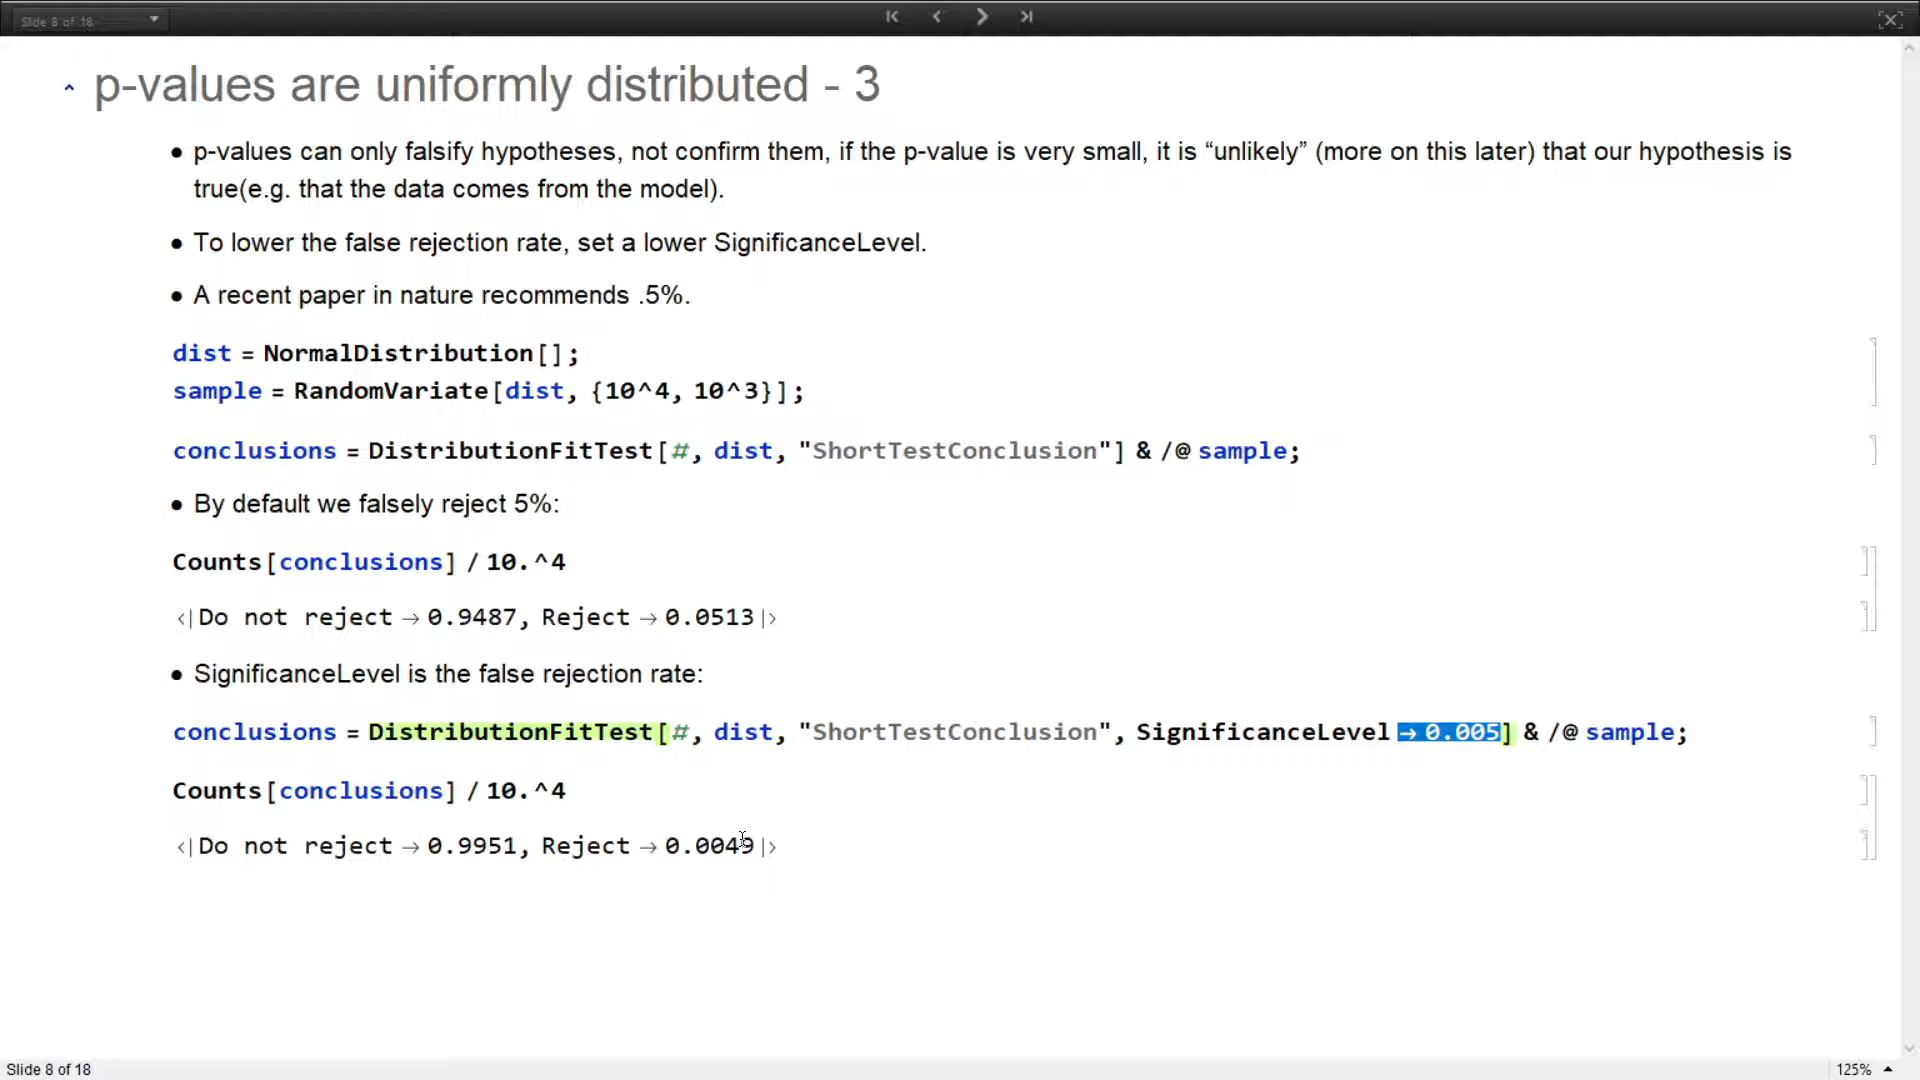 Slide 8 of 18
p-values are uniformly distributed - 3
• p-values can only falsify hypotheses, not confirm them, if the p-value is very small, it is “unlikely” (more on this later) that our hypothesis is
true(e.g. that the data comes from the model).
• To lower the false rejection rate, set a lower SignificanceLevel.
• A recent paper in nature recommends .5%.
dist = NormalDistribution[];
sample = RandomVariate[dist, {10^4, 10^3}];
conclusions = DistributionFitTest[#, dist, "ShortTestConclusion"] & /@ sample;
• By default we falsely reject 5%:
Counts[conclusions] / 10.^4
<|Do not reject → 0.9487, Reject → 0.0513|>
• SignificanceLevel is the false rejection rate:
conclusions = DistributionFitTest[#, dist, "ShortTestConclusion", SignificanceLevel → 0.005] & /@ sample;
Counts[conclusions] / 10.^4
<|Do not reject → 0.9951, Reject → 0.0049|>
Slide 8 of 18
125%